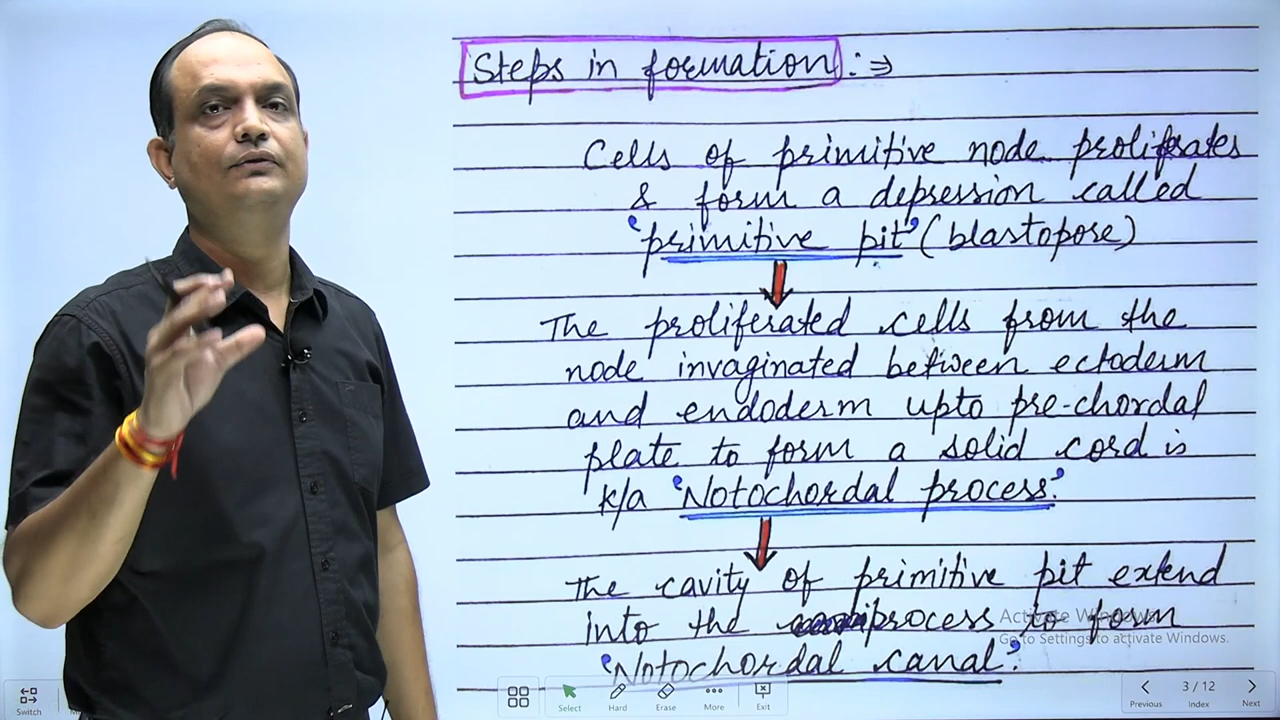 Steps in formation :⇒
Cells of primitive node proliferates
& form a depression called
'primitive pit' (blastopore)
The proliferated cells from the
node invaginated between ectoderm
and endoderm upto pre-chordal
plate to form a solid cord is
k/a 'Notochordal process.'
The cavity of primitive pit extend
into the process to form
'Notochordal canal'.
Activate Windows
Go to Settings to activate Windows.
Switch
Select
Hard
Erase
More
Exit
Previous
3 / 12
Index
Next